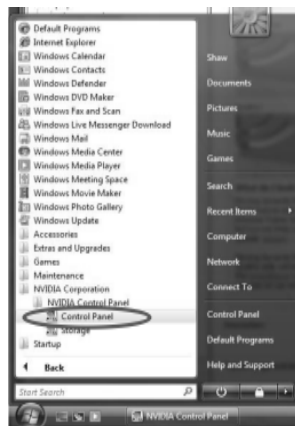 Default Programs
Internet Explorer
Windows Calendar
Windows Contacts
Windows Defender
Windows DVD Maker
Windows Fax and Scan
Windows Live Messenger Download
Windows Mail
Windows Media Center
Windows Media Player
Windows Meeting Space
Windows Movie Maker
Windows Photo Gallery
Windows Update
Accessories
Extras and Upgrades
Games
Maintenance
NVIDIA Corporation
NVIDIA Control Panel
Control Panel
Storage
Startup
Back
Start Search
Shaw
Documents
Pictures
Music
Games
Search
Recent Items
Computer
Network
Connect To
Control Panel
Default Programs
Help and Support
NVIDIA Control Panel